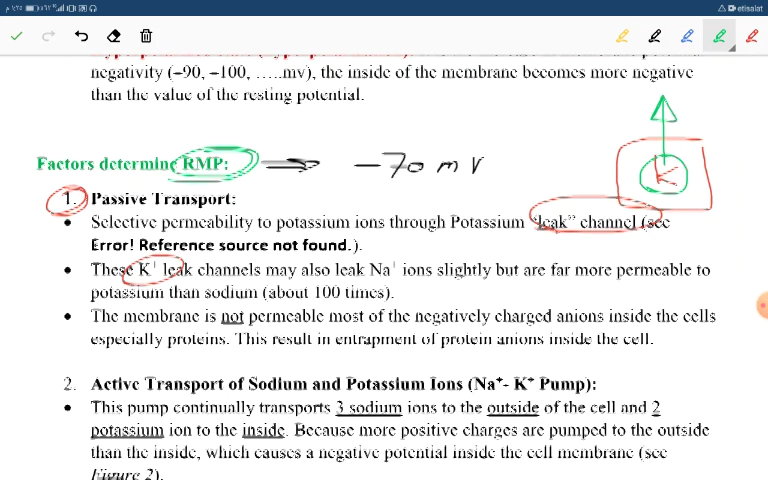 etisalat
negativity (–90, –100, …..mv), the inside of the membrane becomes more negative
than the value of the resting potential.
Factors determine RMP: -70 mV
K
1. Passive Transport:
• Selective permeability to potassium ions through Potassium "leak" channel (see
Error! Reference source not found.).
• These K⁺ leak channels may also leak Na⁺ ions slightly but are far more permeable to
potassium than sodium (about 100 times).
• The membrane is not permeable most of the negatively charged anions inside the cells
especially proteins. This result in entrapment of protein anions inside the cell.
2. Active Transport of Sodium and Potassium Ions (Na⁺- K⁺ Pump):
• This pump continually transports 3 sodium ions to the outside of the cell and 2
potassium ion to the inside. Because more positive charges are pumped to the outside
than the inside, which causes a negative potential inside the cell membrane (see
Figure 2).